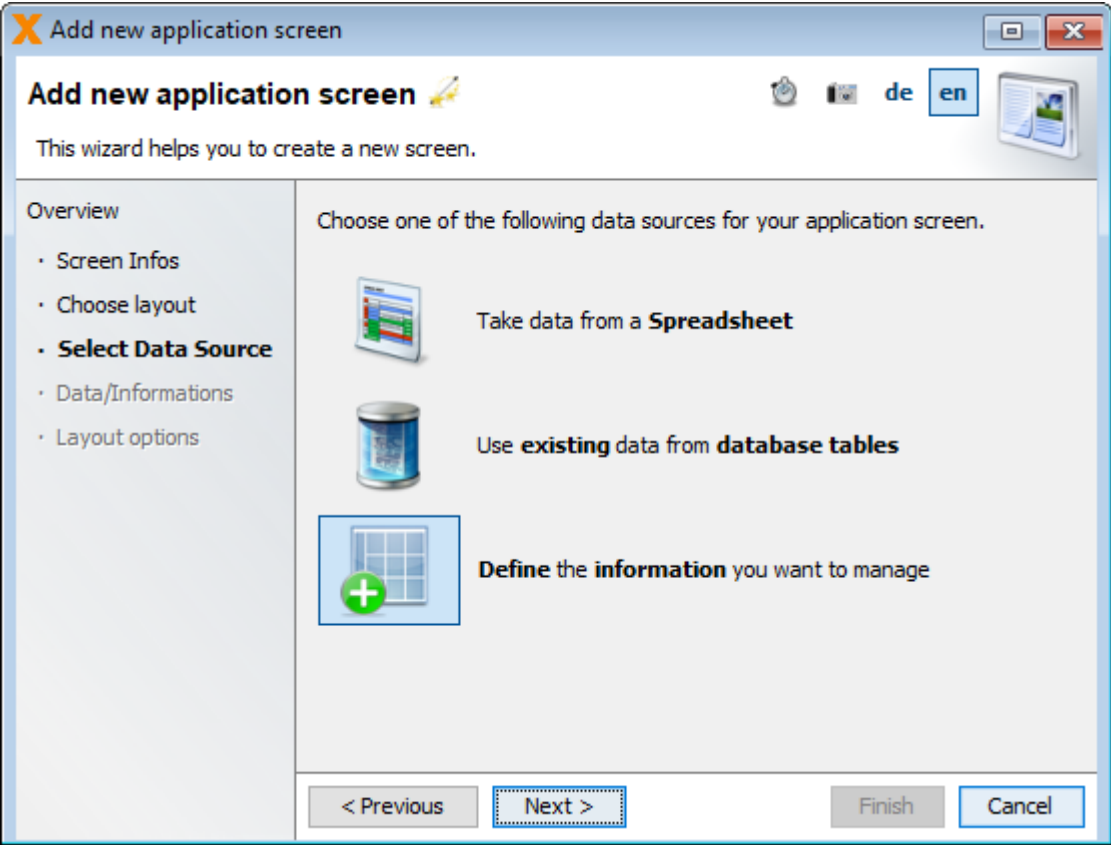 Add new application screen
Add new application screen
de
en
This wizard helps you to create a new screen.
Overview
· Screen Infos
· Choose layout
· Select Data Source
· Data/Informations
· Layout options
Choose one of the following data sources for your application screen.
Take data from a Spreadsheet
Use existing data from database tables
Define the information you want to manage
< Previous
Next >
Finish
Cancel